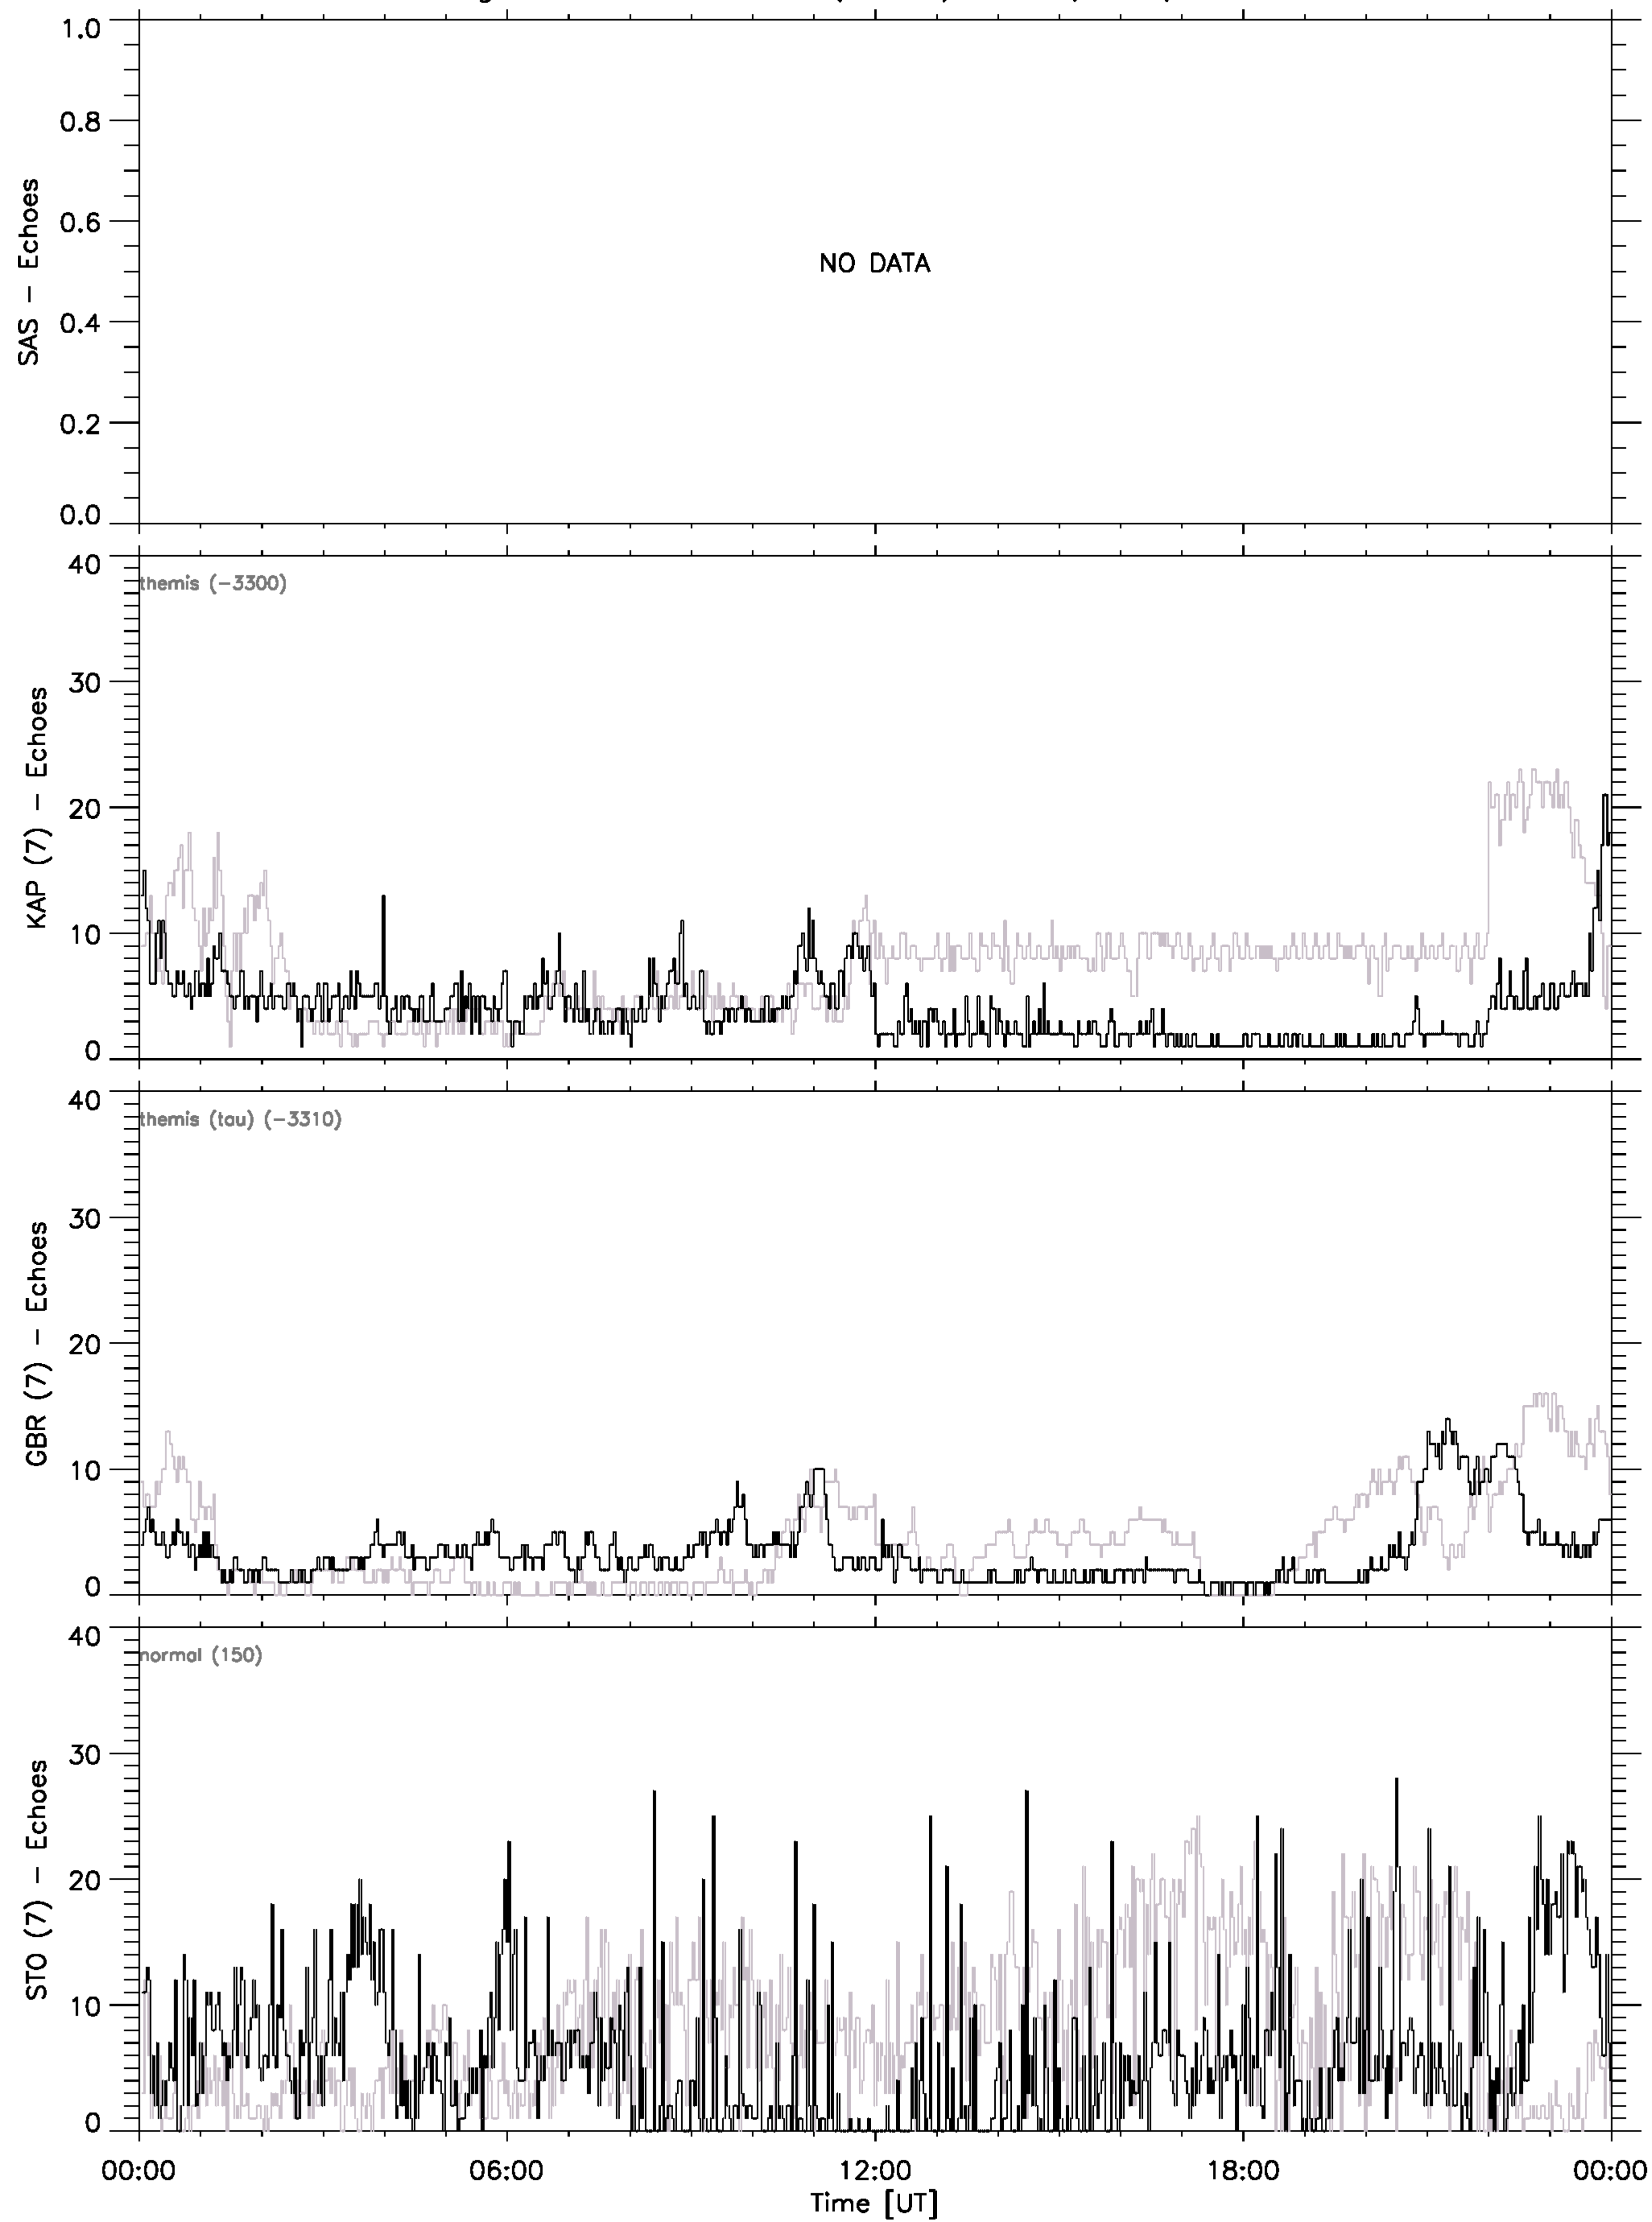 1.0
0.8
0.6
0.4
0.2
0.0
SAS - Echoes
NO DATA
40
30
20
10
0
KAP (7) - Echoes
themis (-3300)
40
30
20
10
0
GBR (7) - Echoes
themis (tau) (-3310)
40
30
20
10
0
STO (7) - Echoes
normal (150)
00:00 06:00 12:00 18:00 00:00
Time [UT]